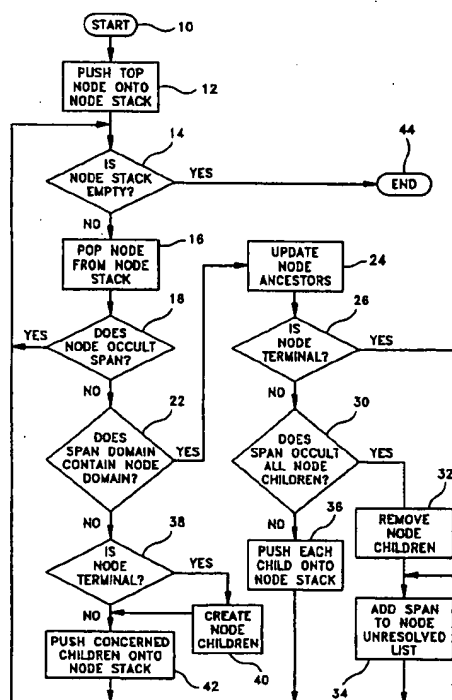 START
10
PUSH TOP
NODE ONTO
NODE STACK
12
14
IS
NODE STACK
EMPTY?
YES
44
END
NO
16
POP NODE
FROM NODE
STACK
18
YES
DOES
NODE OCCULT
SPAN?
NO
22
DOES
SPAN DOMAIN
CONTAIN NODE
DOMAIN?
YES
NO
38
IS
NODE
TERMINAL?
YES
NO
CREATE
NODE
CHILDREN
40
PUSH CONCERNED
CHILDREN ONTO
NODE STACK
42
UPDATE
NODE
ANCESTORS
24
26
IS
NODE
TERMINAL?
YES
NO
30
DOES
SPAN OCCULT
ALL NODE
CHILDREN?
YES
NO
36
PUSH EACH
CHILD ONTO
NODE STACK
32
REMOVE
NODE
CHILDREN
ADD SPAN
TO NODE
UNRESOLVED
LIST
34